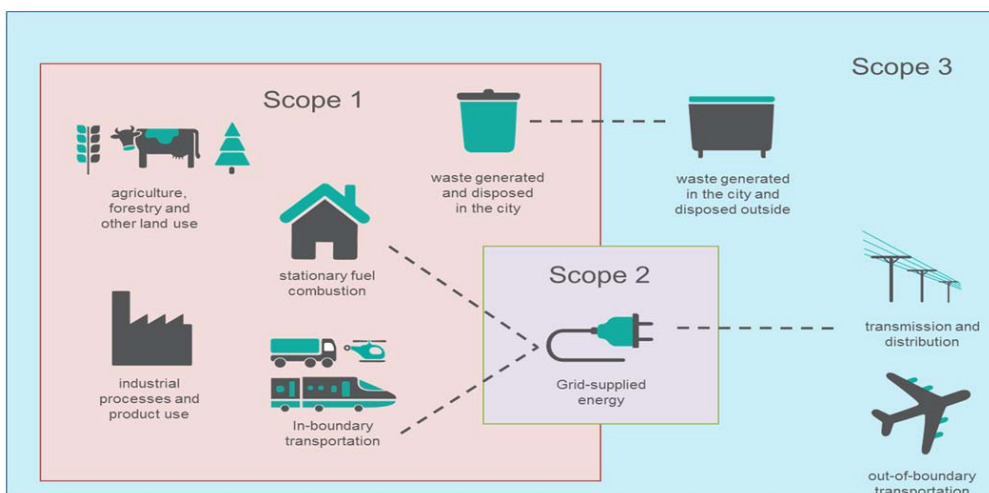 Scope 3
Scope 1
agriculture,
forestry and
other land use
waste generated
and disposed
in the city
waste generated
in the city and
disposed outside
stationary fuel
combustion
Scope 2
industrial
processes and
product use
In-boundary
transportation
Grid-supplied
energy
transmission and
distribution
out-of-boundary
transportation